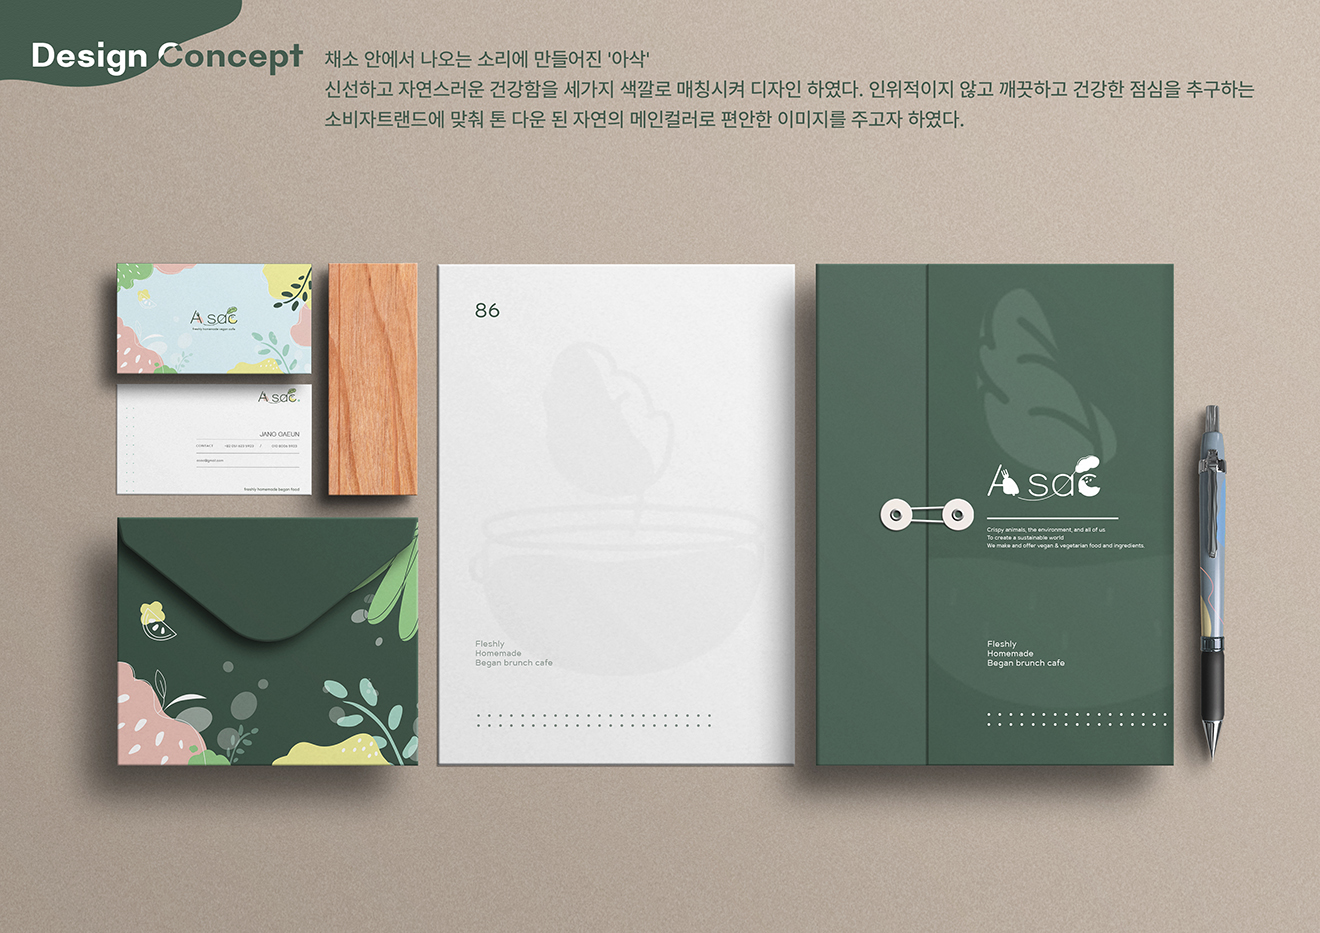 Design Concept
채소 안에서 나오는 소리에 만들어진 '아삭'
신선하고 자연스러운 건강함을 세가지 색깔로 매칭시켜 디자인 하였다. 인위적이지 않고 깨끗하고 건강한 점심을 추구하는
소비자트랜드에 맞춰 톤 다운 된 자연의 메인컬러로 편안한 이미지를 주고자 하였다.
A sac
freshly homemade began cafe
A sac
JANG GAEUN
CONTACT
freshly homemade began food
86
Fleshly
Homemade
Began brunch cafe
A sac
Crispy animals, the environment, and all of us
To create a sustainable world
We make and offer vegan & vegetarian food and ingredients.
Fleshly
Homemade
Began brunch cafe